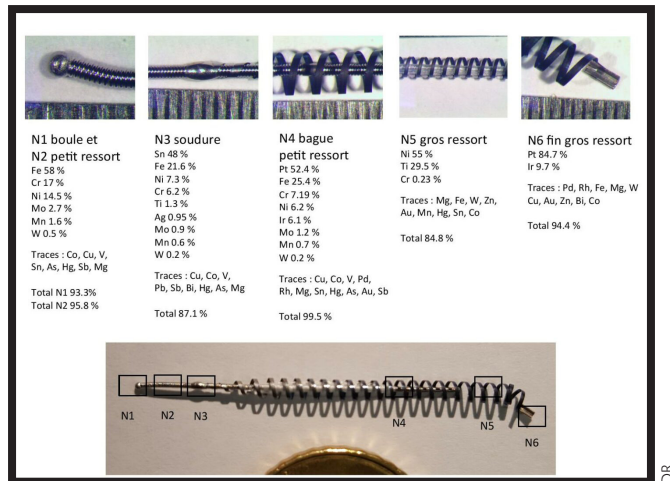 N1 boule et
N2 petit ressort
Fe 58 %
Cr 17 %
Ni 14.5 %
Mo 2.7 %
Mn 1.6 %
W 0.5 %
Traces : Co, Cu, V,
Sn, As, Hg, Sb, Mg
Total N1 93.3%
Total N2 95.8 %
N3 soudure
Sn 48 %
Fe 21.6 %
Ni 7.3 %
Cr 6.2 %
Ti 1.3 %
Ag 0.95 %
Mo 0.9 %
Mn 0.6 %
W 0.2 %
Traces : Cu, Co, V,
Pb, Sb, Bi, Hg, As, Mg
Total 87.1 %
N4 bague
petit ressort
Pt 52.4 %
Fe 25.4 %
Cr 7.19 %
Ni 6.2 %
Ir 6.1 %
Mo 1.2 %
Mn 0.7 %
W 0.2 %
Traces : Cu, Co, V, Pd,
Rh, Mg, Sn, Hg, As, Au, Sb
Total 99.5 %
N5 gros ressort
Ni 55 %
Ti 29.5 %
Cr 0.23 %
Traces : Mg, Fe, W, Zn,
Au, Mn, Hg, Sn, Co
Total 84.8 %
N6 fin gros ressort
Pt 84.7 %
Ir 9.7 %
Traces : Pd, Rh, Fe, Mg, W
Cu, Au, Zn, Bi, Co
Total 94.4 %
N1
N2
N3
N4
N5
N6
DR